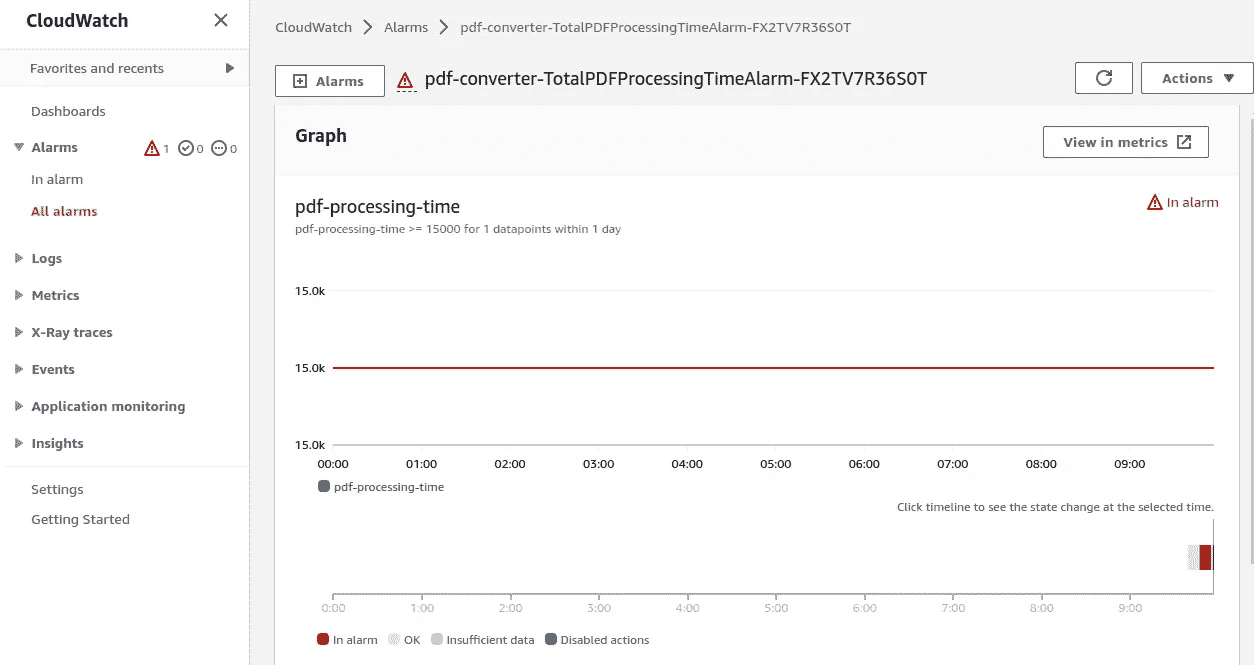 CloudWatch
Favorites and recents
Dashboards
Alarms 1 0 0
In alarm
All alarms
Logs
Metrics
X-Ray traces
Events
Application monitoring
Insights
Settings
Getting Started
CloudWatch > Alarms > pdf-converter-TotalPDFProcessingTimeAlarm-FX2TV7R36S0T
Alarms
pdf-converter-TotalPDFProcessingTimeAlarm-FX2TV7R36S0T
Actions
Graph
View in metrics
pdf-processing-time
In alarm
pdf-processing-time >= 15000 for 1 datapoints within 1 day
15.0k
15.0k
15.0k
00:00 01:00 02:00 03:00 04:00 05:00 06:00 07:00 08:00 09:00
pdf-processing-time
Click timeline to see the state change at the selected time.
0:00 1:00 2:00 3:00 4:00 5:00 6:00 7:00 8:00 9:00
In alarm OK Insufficient data Disabled actions